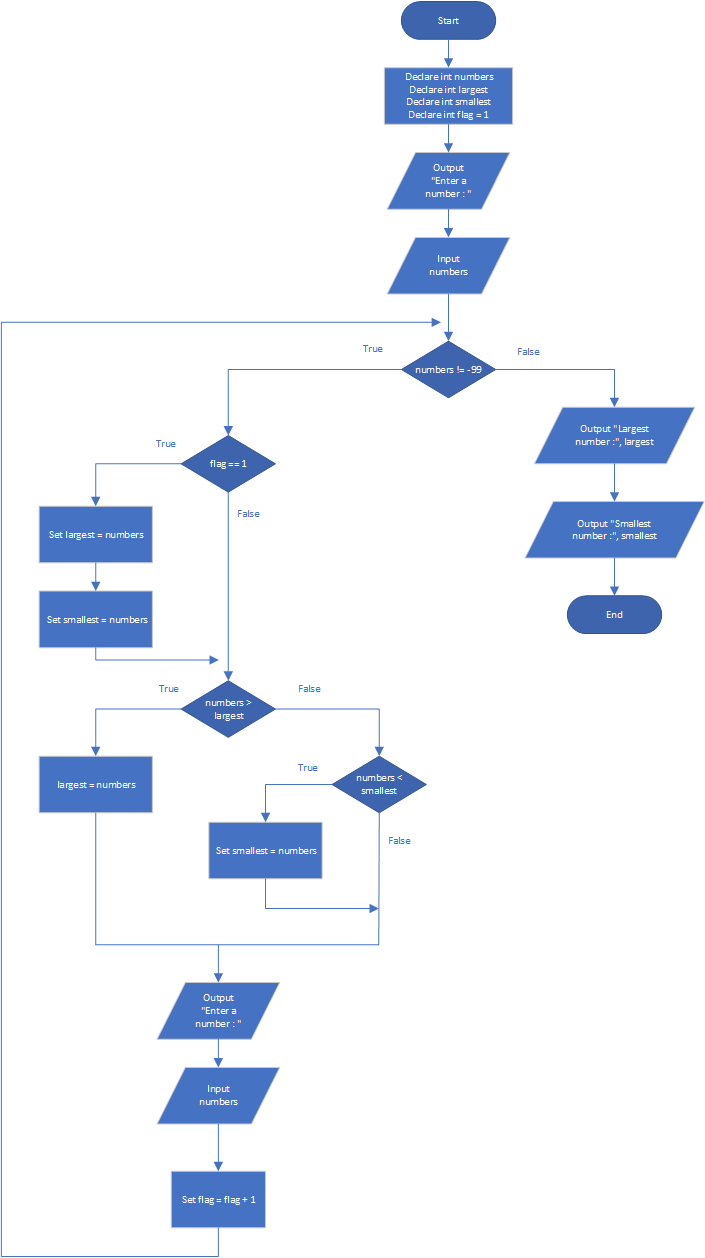 Start
Declare int numbers
Declare int largest
Declare int smallest
Declare int flag = 1
Output
"Enter a
number : "
Input
numbers
True
False
numbers != -99
Output "Largest
number :", largest
True
flag == 1
False
Set largest = numbers
Output "Smallest
number :", smallest
Set smallest = numbers
End
True
False
numbers >
largest
largest = numbers
True
numbers <
smallest
False
Set smallest = numbers
Output
"Enter a
number : "
Input
numbers
Set flag = flag + 1